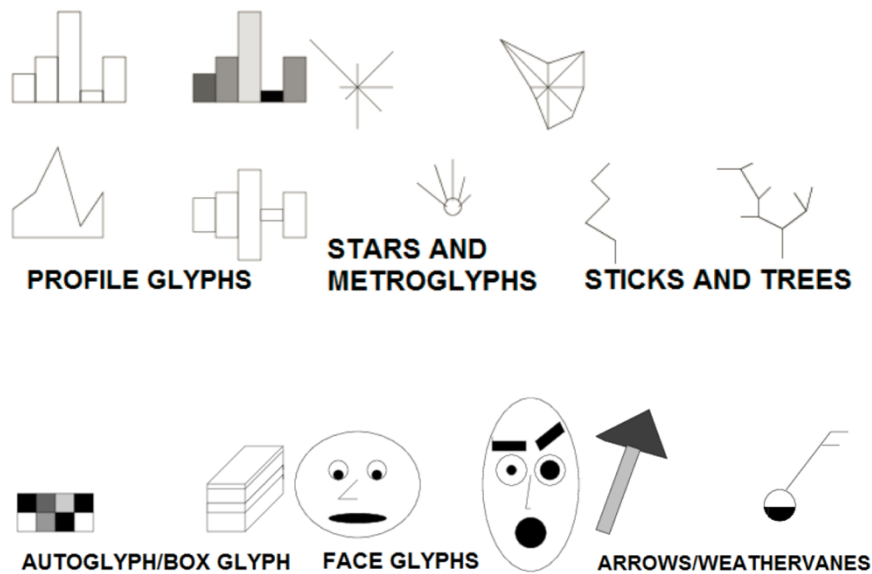 PROFILE GLYPHS
STARS AND
METROGLYPHS
STICKS AND TREES
AUTOGLYPH/BOX GLYPH
FACE GLYPHS
ARROWS/WEATHERVANES